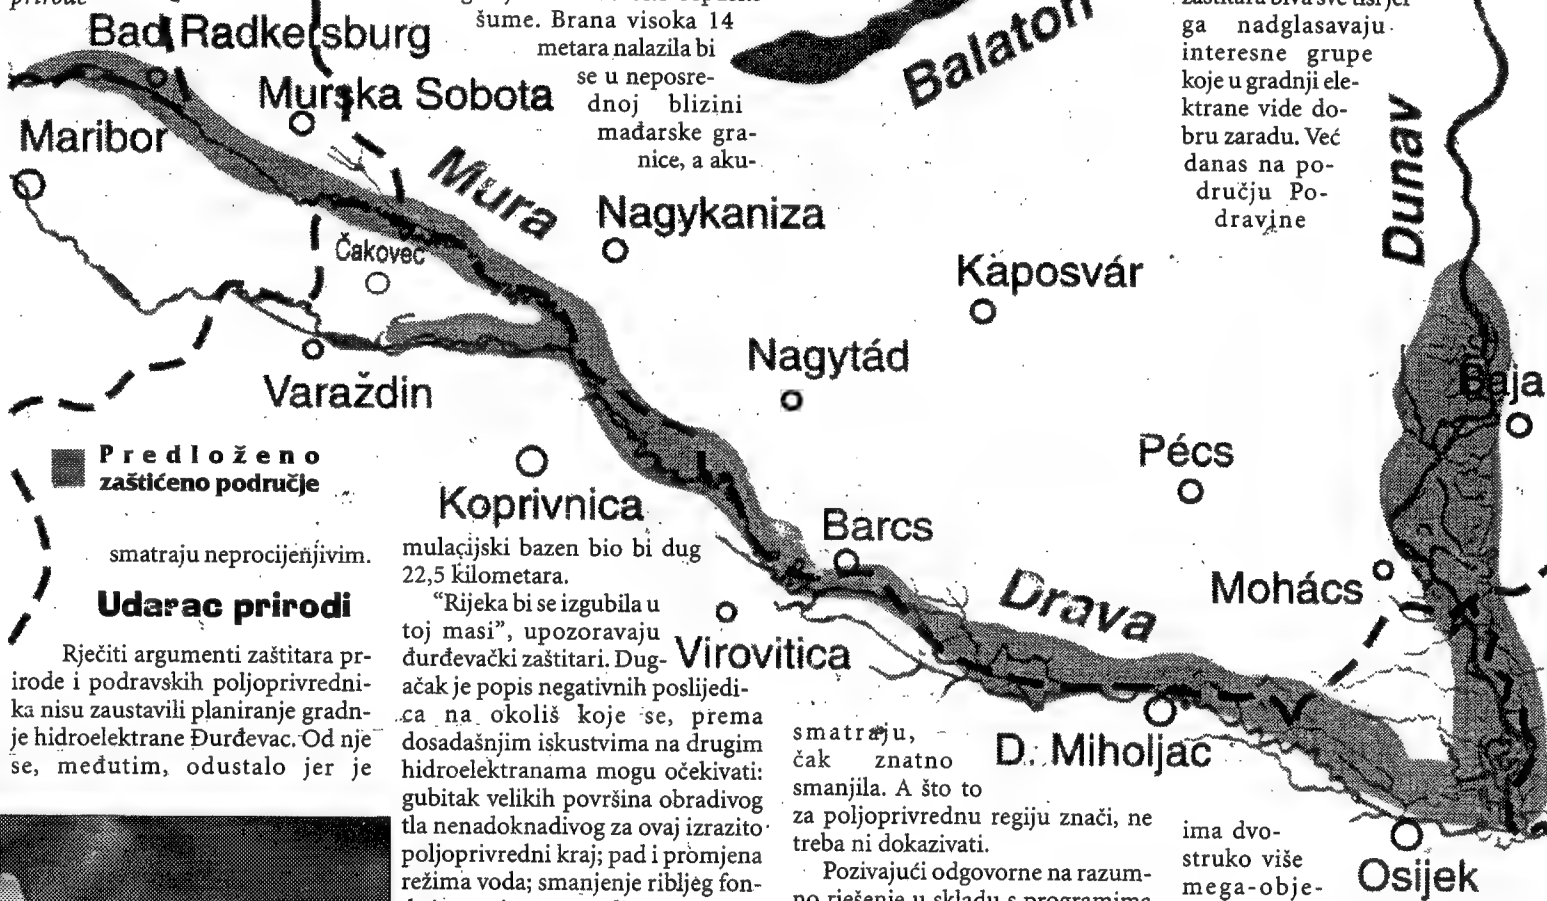 prirode
Bad Radkersburg
Murska Sobota
Maribor
Mura
Čakovec
Varaždin
Nagykaniza
Balaton
Kaposvár
Nagytád
Dunav
Baja
Pécs
Koprivnica
Barcs
Mohács
Drava
Virovitica
D. Miholjac
Osijek
Predloženo
zaštićeno područje
smatraju neprocijenjivim.
Udarac prirodi
Rječiti argumenti zaštitara pr-
irode i podravskih poljoprivredni-
ka nisu zaustavili planiranje gradn-
je hidroelektrane Đurđevac. Od nje
se, međutim, odustalo jer je
šume. Brana visoka 14
metara nalazila bi
se u neposre-
dnoj blizini
mađarske gra-
nice, a aku-
mulacijski bazen bio bi dug
22,5 kilometara.
“Rijeka bi se izgubila u
toj masi”, upozoravaju
đurđevački zaštitari. Dug-
ačak je popis negativnih poslijedi-
ca na okoliš koje se, prema
dosadašnjim iskustvima na drugim
hidroelektranama mogu očekivati:
gubitak velikih površina obradivog
tla nenadoknadivog za ovaj izrazito
poljoprivredni kraj; pad i promjena
režima voda; smanjenje ribljeg fon-
smatraju,
čak znatno
smanjila. A što to
za poljoprivrednu regiju znači, ne
treba ni dokazivati.
Pozivajući odgovorne na razum-
no rješenje u skladu s programima
ga nadglasavaju
interesne grupe
koje u gradnji ele-
ktrane vide do-
bru zaradu. Već
danas na po-
dručju Po-
dravine
ima dvo-
struko više
mega-obje-